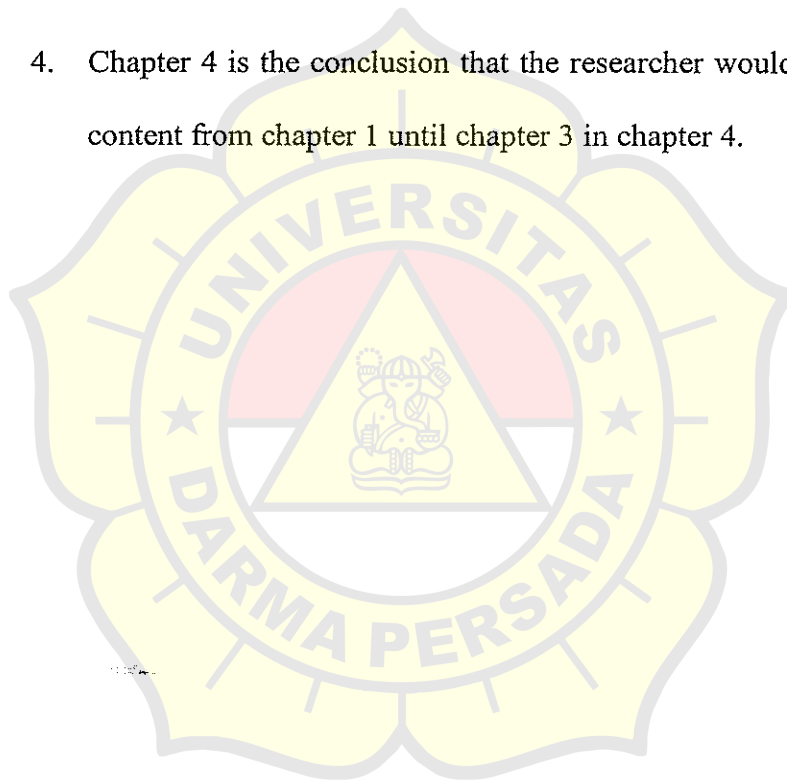 4. Chapter 4 is the conclusion that the researcher would
content from chapter 1 until chapter 3 in chapter 4.
UNIVERSITAS
DARMA PERSADA